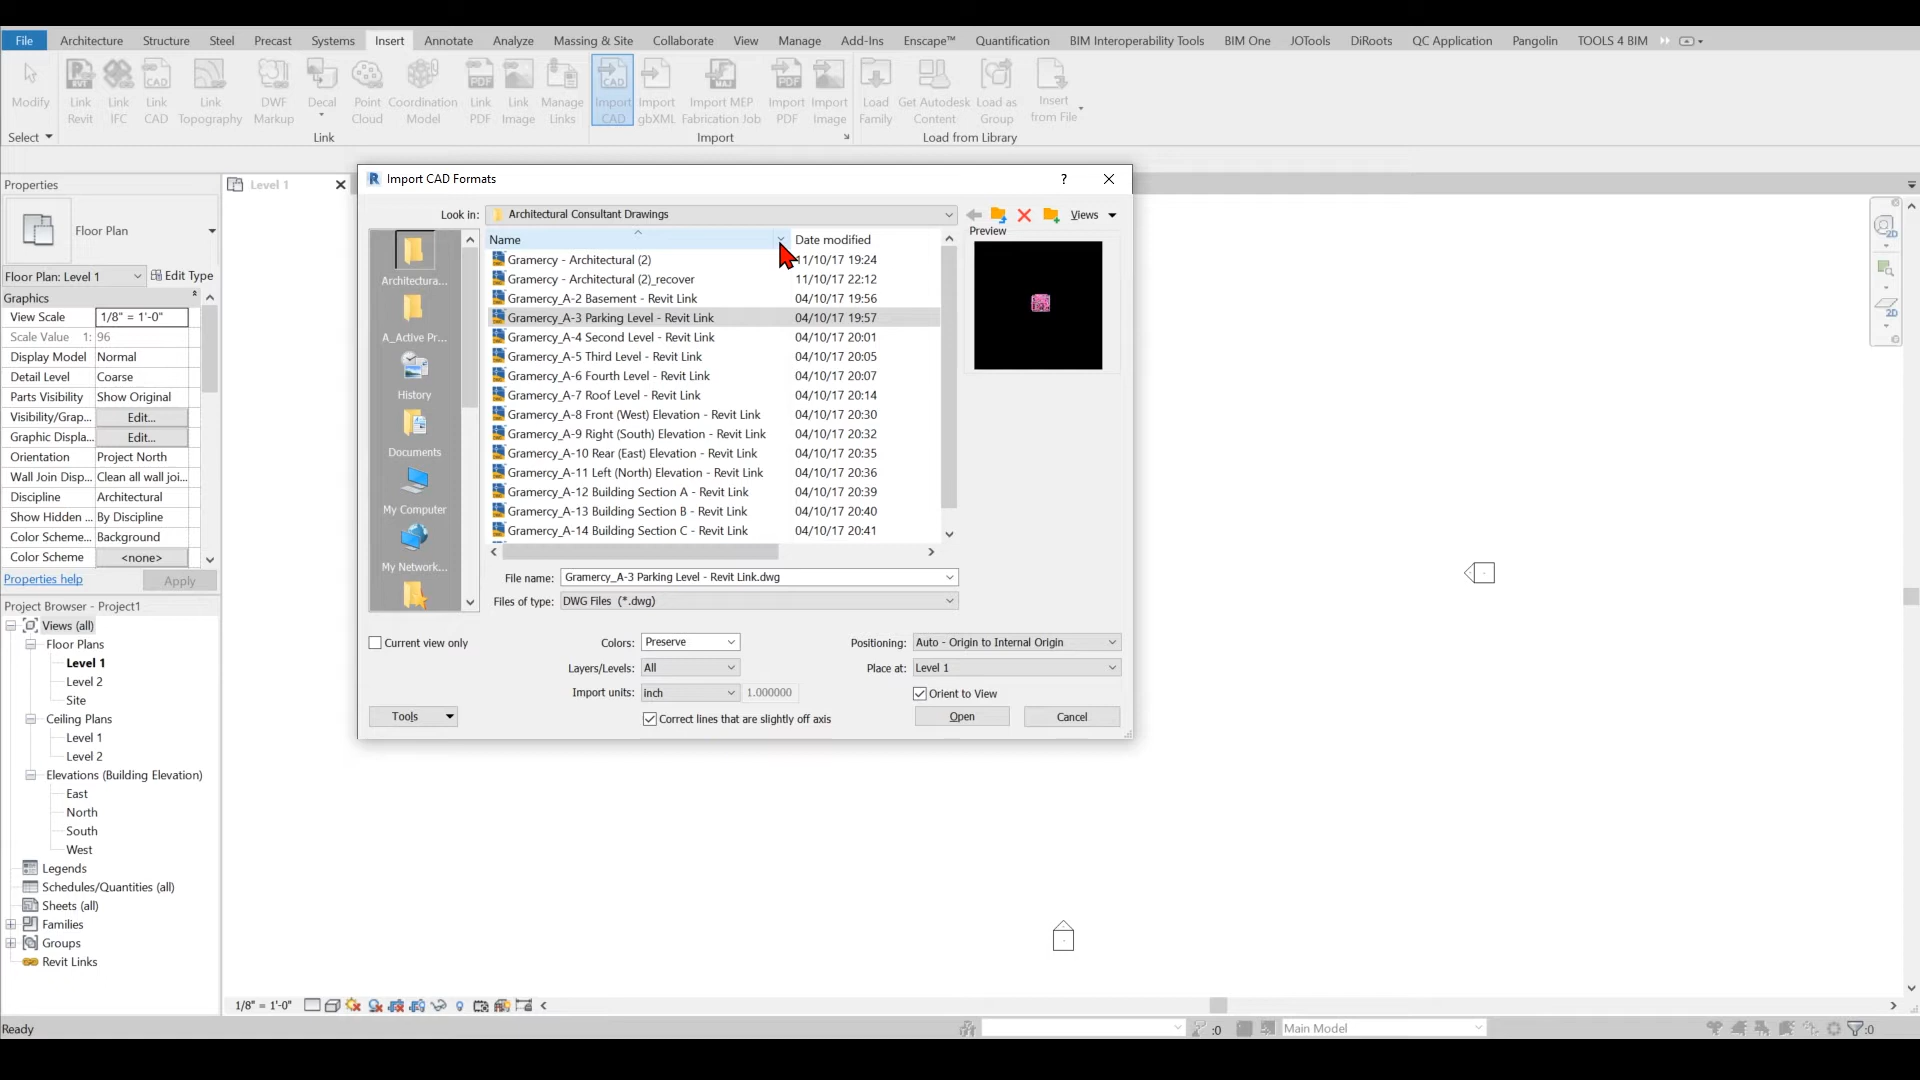 File Architecture Structure Steel Precast Systems Insert Annotate Analyze Massing & Site Collaborate View Manage Add-Ins Enscape™ Quantification BIM Interoperability Tools BIM One JOTools DiRoots QC Application Pangolin TOOLS 4 BIM
Modify Link Revit Link IFC Link CAD Link Topography DWF Markup Decal Point Cloud Coordination Model Link PDF Link Image Manage Links Import CAD Import gbXML Import MEP Fabrication Job Import PDF Import Image Load Family Get Autodesk Content Load as Group Insert from File
Select Link Import Load from Library
Properties
Level 1
Floor Plan
Floor Plan: Level 1 Edit Type
Graphics
View Scale 1/8" = 1'-0"
Scale Value 1: 96
Display Model Normal
Detail Level Coarse
Parts Visibility Show Original
Visibility/Grap... Edit...
Graphic Displa... Edit...
Orientation Project North
Wall Join Disp... Clean all wall joi...
Discipline Architectural
Show Hidden ... By Discipline
Color Scheme... Background
Color Scheme <none>
Properties help Apply
Project Browser - Project1
Views (all)
Floor Plans
Level 1
Level 2
Site
Ceiling Plans
Level 1
Level 2
Elevations (Building Elevation)
East
North
South
West
Legends
Schedules/Quantities (all)
Sheets (all)
Families
Groups
Revit Links
Import CAD Formats ?
Look in: Architectural Consultant Drawings Views
Architectura...
A_Active Pr...
History
Documents
My Computer
My Network...
Name Date modified
Gramercy - Architectural (2) 11/10/17 19:24
Gramercy - Architectural (2)_recover 11/10/17 22:12
Gramercy_A-2 Basement - Revit Link 04/10/17 19:56
Gramercy_A-3 Parking Level - Revit Link 04/10/17 19:57
Gramercy_A-4 Second Level - Revit Link 04/10/17 20:01
Gramercy_A-5 Third Level - Revit Link 04/10/17 20:05
Gramercy_A-6 Fourth Level - Revit Link 04/10/17 20:07
Gramercy_A-7 Roof Level - Revit Link 04/10/17 20:14
Gramercy_A-8 Front (West) Elevation - Revit Link 04/10/17 20:30
Gramercy_A-9 Right (South) Elevation - Revit Link 04/10/17 20:32
Gramercy_A-10 Rear (East) Elevation - Revit Link 04/10/17 20:35
Gramercy_A-11 Left (North) Elevation - Revit Link 04/10/17 20:36
Gramercy_A-12 Building Section A - Revit Link 04/10/17 20:39
Gramercy_A-13 Building Section B - Revit Link 04/10/17 20:40
Gramercy_A-14 Building Section C - Revit Link 04/10/17 20:41
Preview
File name: Gramercy_A-3 Parking Level - Revit Link.dwg
Files of type: DWG Files (*.dwg)
Current view only
Colors: Preserve
Layers/Levels: All
Import units: inch 1.000000
Correct lines that are slightly off axis
Positioning: Auto - Origin to Internal Origin
Place at: Level 1
Orient to View
Tools Open Cancel
1/8" = 1'-0"
Ready :0 Main Model :0